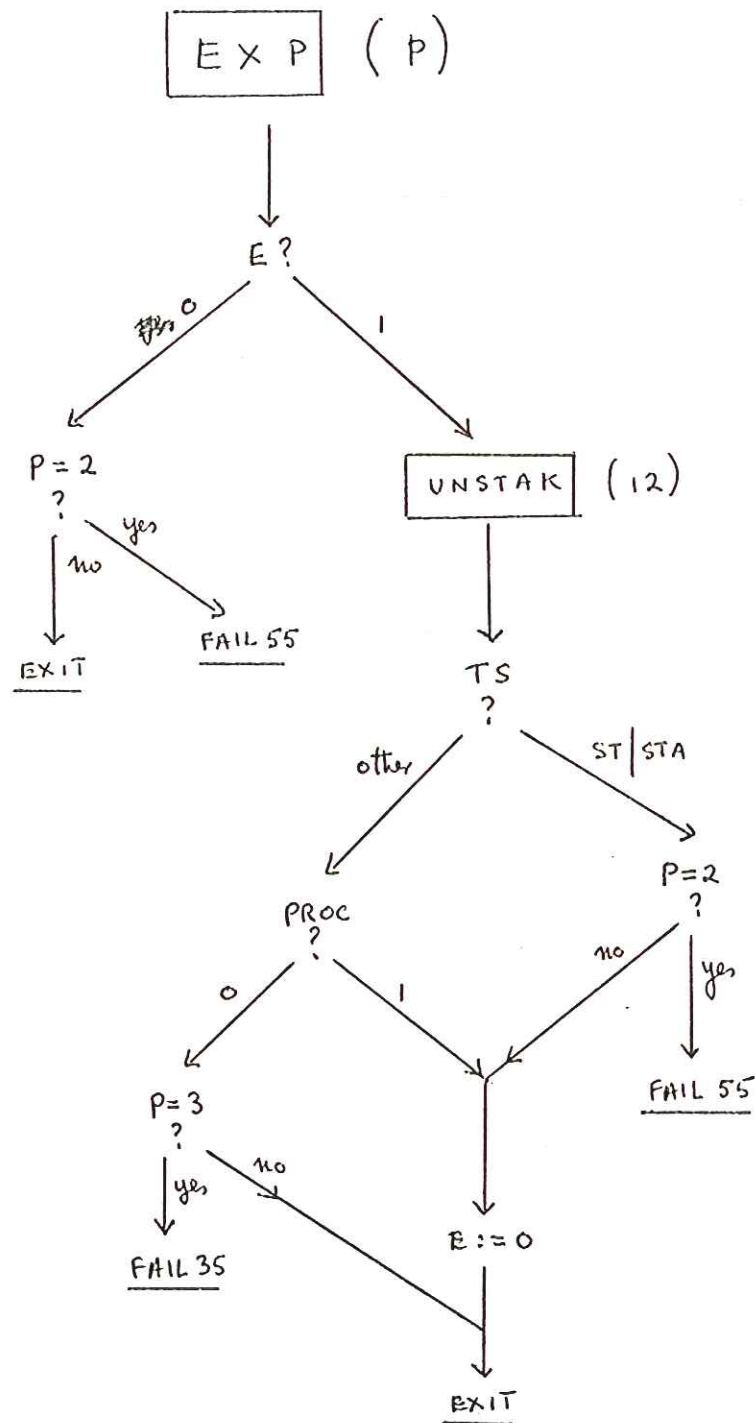 EXP (P)
E?
0
1
P=2
?
UNSTAK (12)
yes
no
FAIL 55
EXIT
TS
?
other
ST|STA
P=2
?
PROC
?
no
yes
0
1
FAIL 55
P=3
?
no
yes
E:=0
FAIL 35
EXIT